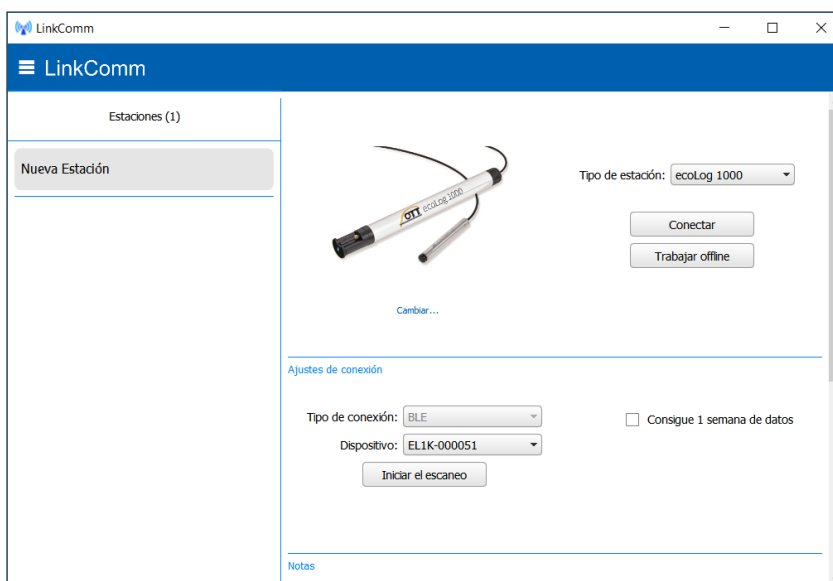 LinkComm
LinkComm
Estaciones (1)
Nueva Estación
OTT ecoLog 1000
Tipo de estación: ecoLog 1000
Conectar
Trabajar offline
Cambiar...
Ajustes de conexión
Tipo de conexión: BLE
Consigue 1 semana de datos
Dispositivo: EL1K-000051
Iniciar el escaneo
Notas